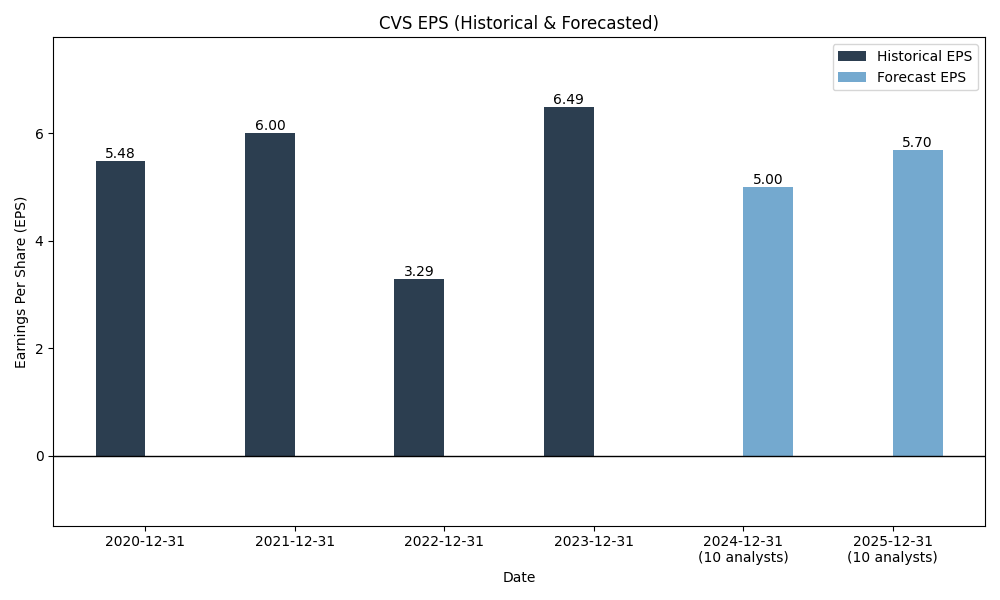 CVS EPS (Historical & Forecasted)
Historical EPS
Forecast EPS
6.49
6.00
5.48
5.70
5.00
3.29
6
4
2
0
Earnings Per Share (EPS)
2020-12-31
2021-12-31
2022-12-31
2023-12-31
2024-12-31
(10 analysts)
2025-12-31
(10 analysts)
Date